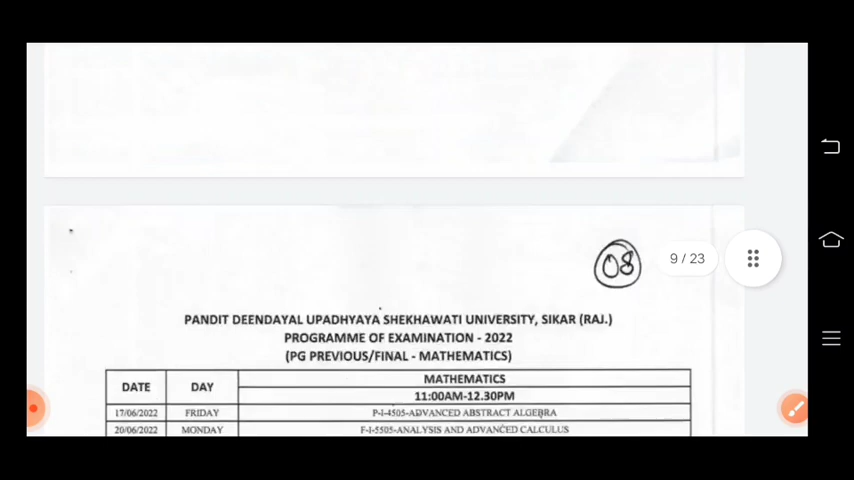 08
9 / 23
PANDIT DEENDAYAL UPADHYAYA SHEKHAWATI UNIVERSITY, SIKAR (RAJ.)
PROGRAMME OF EXAMINATION - 2022
(PG PREVIOUS/FINAL - MATHEMATICS)
DATE DAY MATHEMATICS
11:00AM-12.30PM
17/06/2022 FRIDAY P-I-4505-ADVANCED ABSTRACT ALGEBRA
20/06/2022 MONDAY F-I-5505-ANALYSIS AND ADVANCED CALCULUS